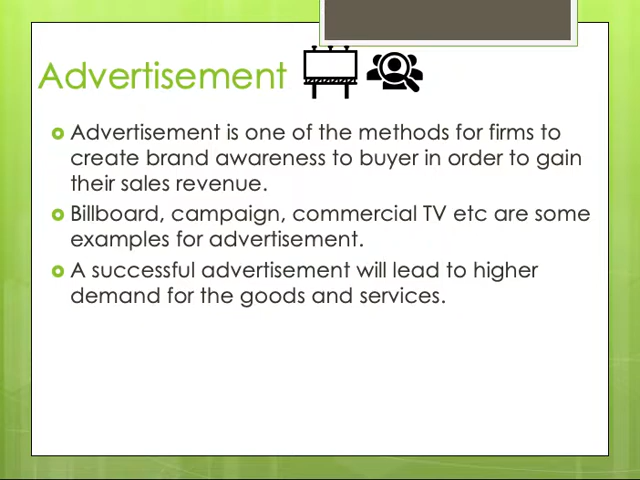 Advertisement
Advertisement is one of the methods for firms to
create brand awareness to buyer in order to gain
their sales revenue.
Billboard, campaign, commercial TV etc are some
examples for advertisement.
A successful advertisement will lead to higher
demand for the goods and services.